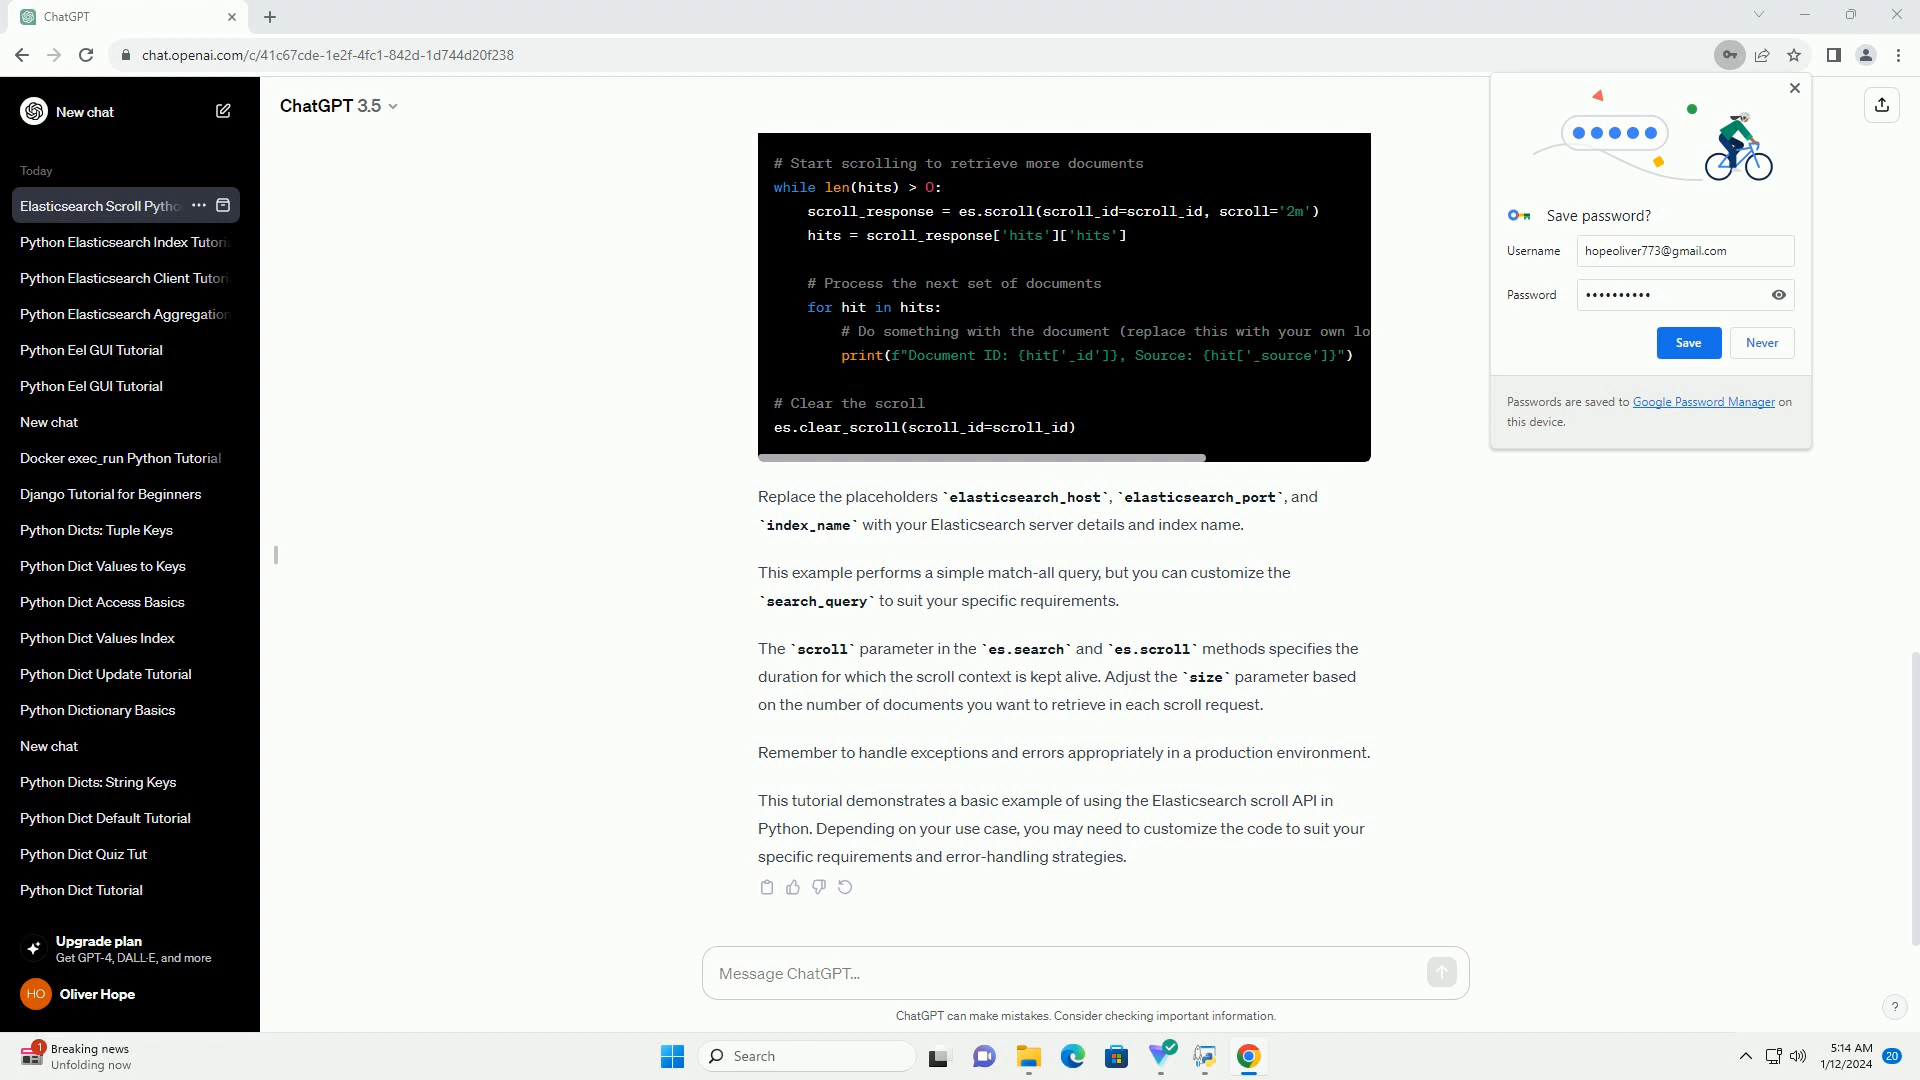 ChatGPT
chat.openai.com/c/41c67cde-1e2f-4fc1-842d-1d744d20f238
New chat
Today
Elasticsearch Scroll Pytho
Python Elasticsearch Index Tutori
Python Elasticsearch Client Tutori
Python Elasticsearch Aggregation
Python Eel GUI Tutorial
Python Eel GUI Tutorial
New chat
Docker exec_run Python Tutorial
Django Tutorial for Beginners
Python Dicts: Tuple Keys
Python Dict Values to Keys
Python Dict Access Basics
Python Dict Values Index
Python Dict Update Tutorial
Python Dictionary Basics
New chat
Python Dicts: String Keys
Python Dict Default Tutorial
Python Dict Quiz Tut
Python Dict Tutorial
Upgrade plan
Get GPT-4, DALL·E, and more
HO Oliver Hope
ChatGPT 3.5
# Start scrolling to retrieve more documents
while len(hits) > 0:
    scroll_response = es.scroll(scroll_id=scroll_id, scroll='2m')
    hits = scroll_response['hits']['hits']
    # Process the next set of documents
    for hit in hits:
        # Do something with the document (replace this with your own lo
        print(f"Document ID: {hit['_id']}, Source: {hit['_source']}")
# Clear the scroll
es.clear_scroll(scroll_id=scroll_id)
Replace the placeholders `elasticsearch_host`, `elasticsearch_port`, and
`index_name` with your Elasticsearch server details and index name.
This example performs a simple match-all query, but you can customize the
`search_query` to suit your specific requirements.
The `scroll` parameter in the `es.search` and `es.scroll` methods specifies the
duration for which the scroll context is kept alive. Adjust the `size` parameter based
on the number of documents you want to retrieve in each scroll request.
Remember to handle exceptions and errors appropriately in a production environment.
This tutorial demonstrates a basic example of using the Elasticsearch scroll API in
Python. Depending on your use case, you may need to customize the code to suit your
specific requirements and error-handling strategies.
Message ChatGPT...
ChatGPT can make mistakes. Consider checking important information.
?
Save password?
Username hopeoliver773@gmail.com
Password ••••••••••
Save Never
Passwords are saved to Google Password Manager on
this device.
1 Breaking news
Unfolding now
Search
5:14 AM
1/12/2024
20